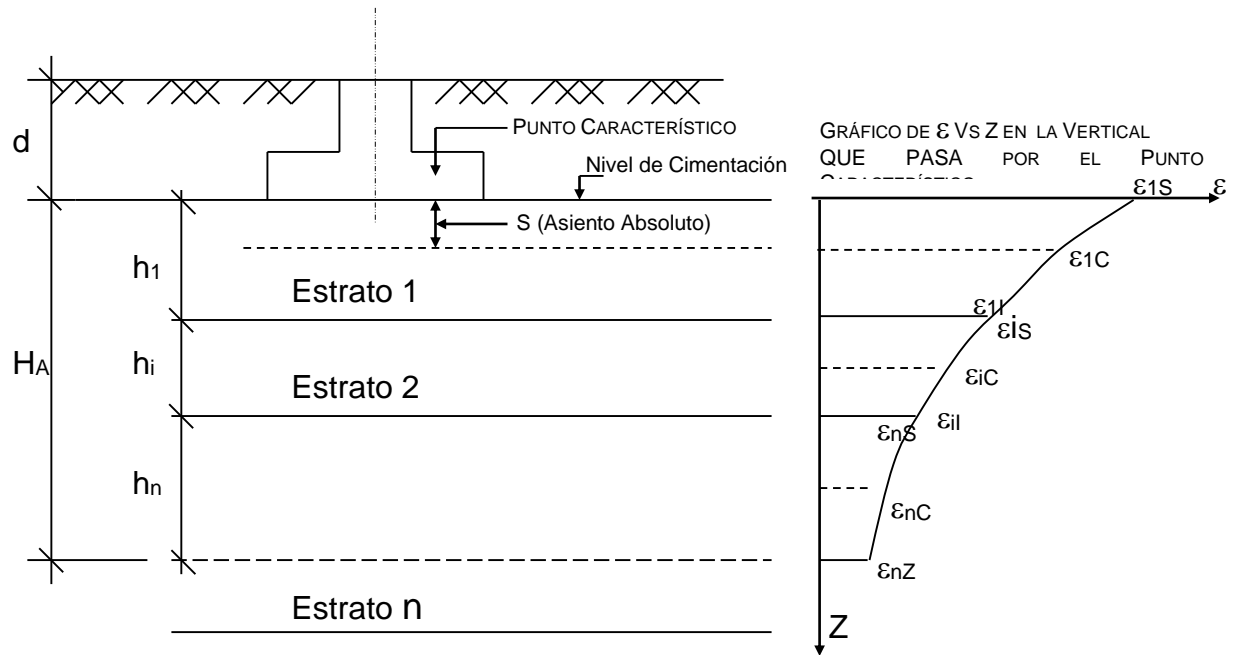 d
HA
h1
hi
hn
PUNTO CARACTERÍSTICO
Nivel de Cimentación
S (Asiento Absoluto)
Estrato 1
Estrato 2
Estrato n
GRÁFICO DE ε VS Z EN LA VERTICAL
QUE PASA POR EL PUNTO
CARACTERÍSTICO
ε1S
ε
ε1C
ε1I
εiS
εiC
εiI
εnS
εnC
εnZ
Z